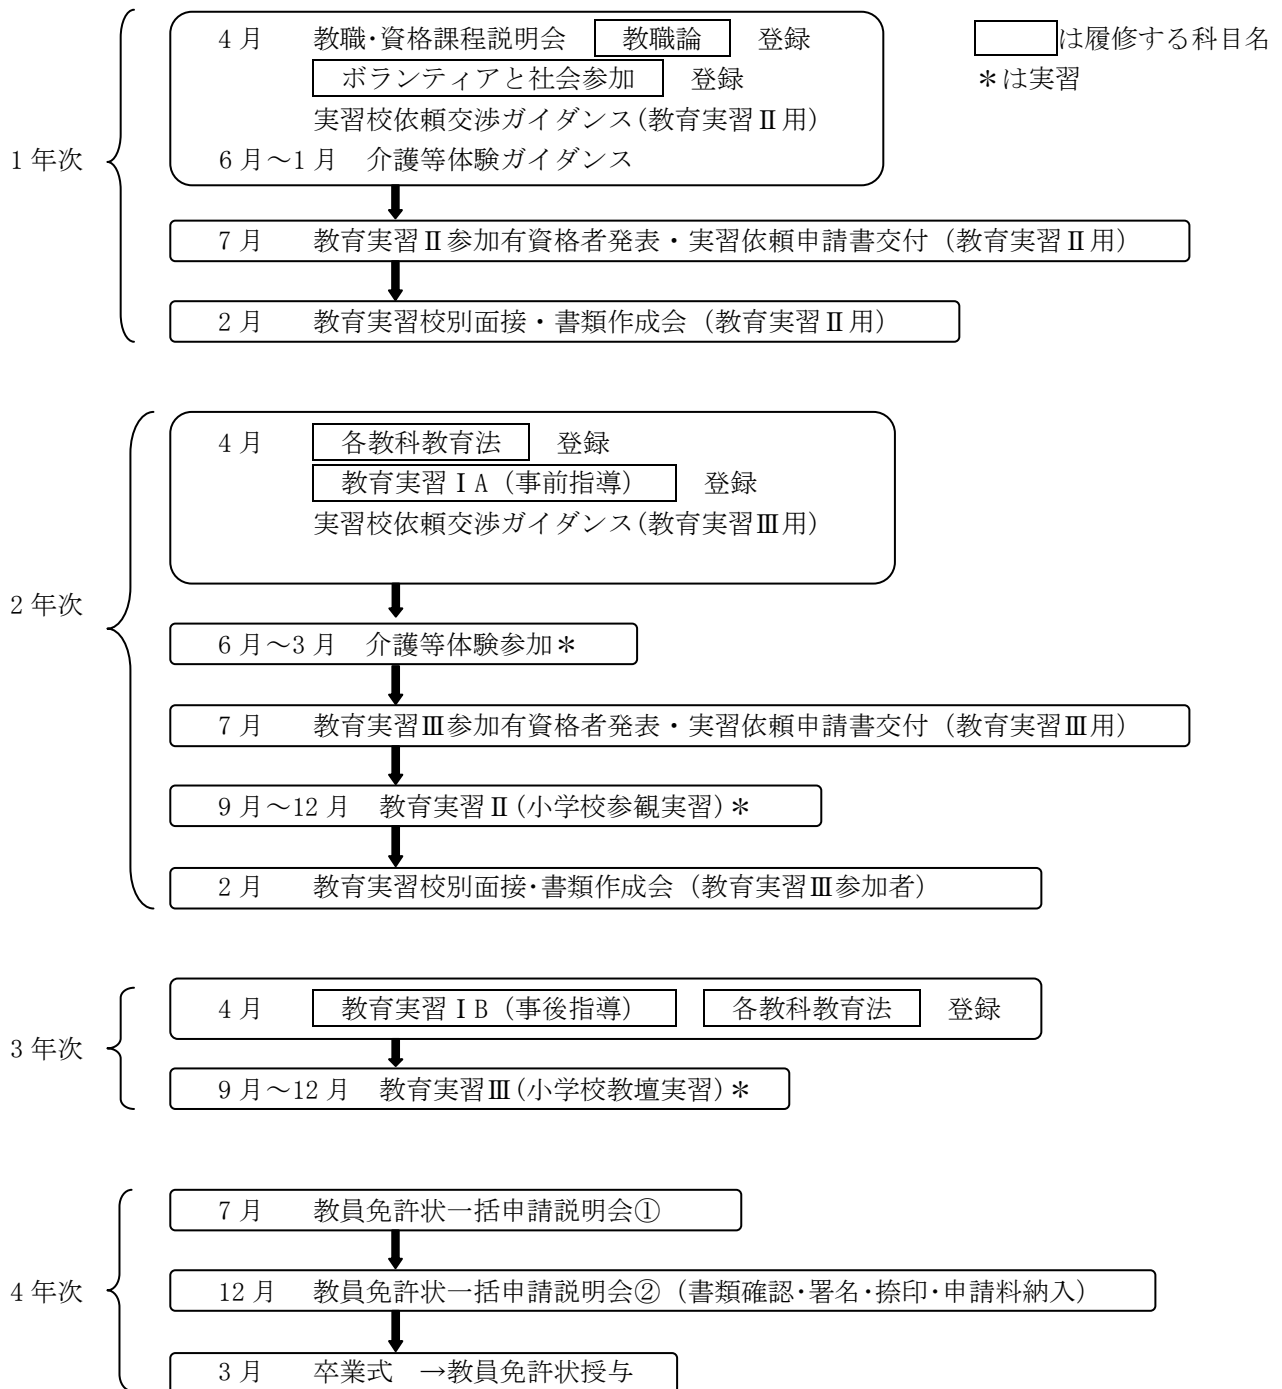 4月 教職・資格課程説明会 教職論 登録
ボランティアと社会参加 登録
実習校依頼交渉ガイダンス(教育実習Ⅱ用)
6月～1月 介護等体験ガイダンス
は履修する科目名
＊は実習
1年次
7月 教育実習Ⅱ参加有資格者発表・実習依頼申請書交付(教育実習Ⅱ用)
2月 教育実習校別面接・書類作成会(教育実習Ⅱ用)
4月 各教科教育法 登録
教育実習ⅠA(事前指導) 登録
実習校依頼交渉ガイダンス(教育実習Ⅲ用)
2年次
6月～3月 介護等体験参加＊
7月 教育実習Ⅲ参加有資格者発表・実習依頼申請書交付(教育実習Ⅲ用)
9月～12月 教育実習Ⅱ(小学校参観実習)＊
2月 教育実習校別面接・書類作成会(教育実習Ⅲ参加者)
4月 教育実習ⅠB(事後指導) 各教科教育法 登録
3年次
9月～12月 教育実習Ⅲ(小学校教壇実習)＊
7月 教員免許状一括申請説明会①
4年次
12月 教員免許状一括申請説明会②(書類確認・署名・捺印・申請料納入)
3月 卒業式 →教員免許状授与